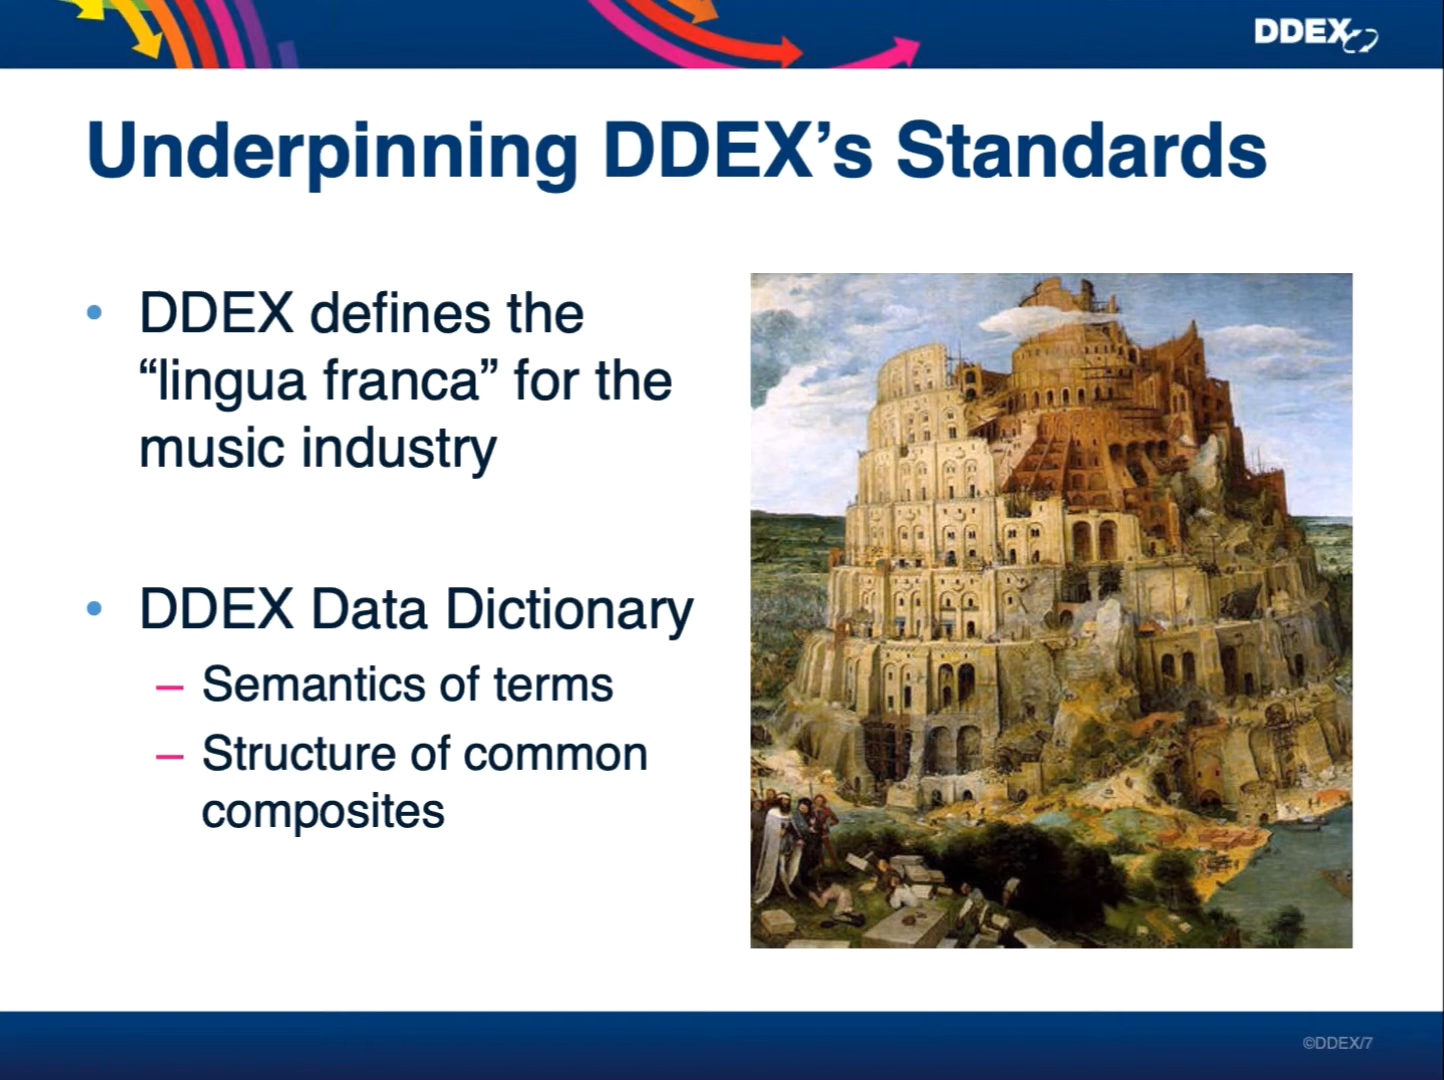 DDEX
Underpinning DDEX’s Standards
• DDEX defines the
“lingua franca” for the
music industry
• DDEX Data Dictionary
– Semantics of terms
– Structure of common
composites
©DDEX/7